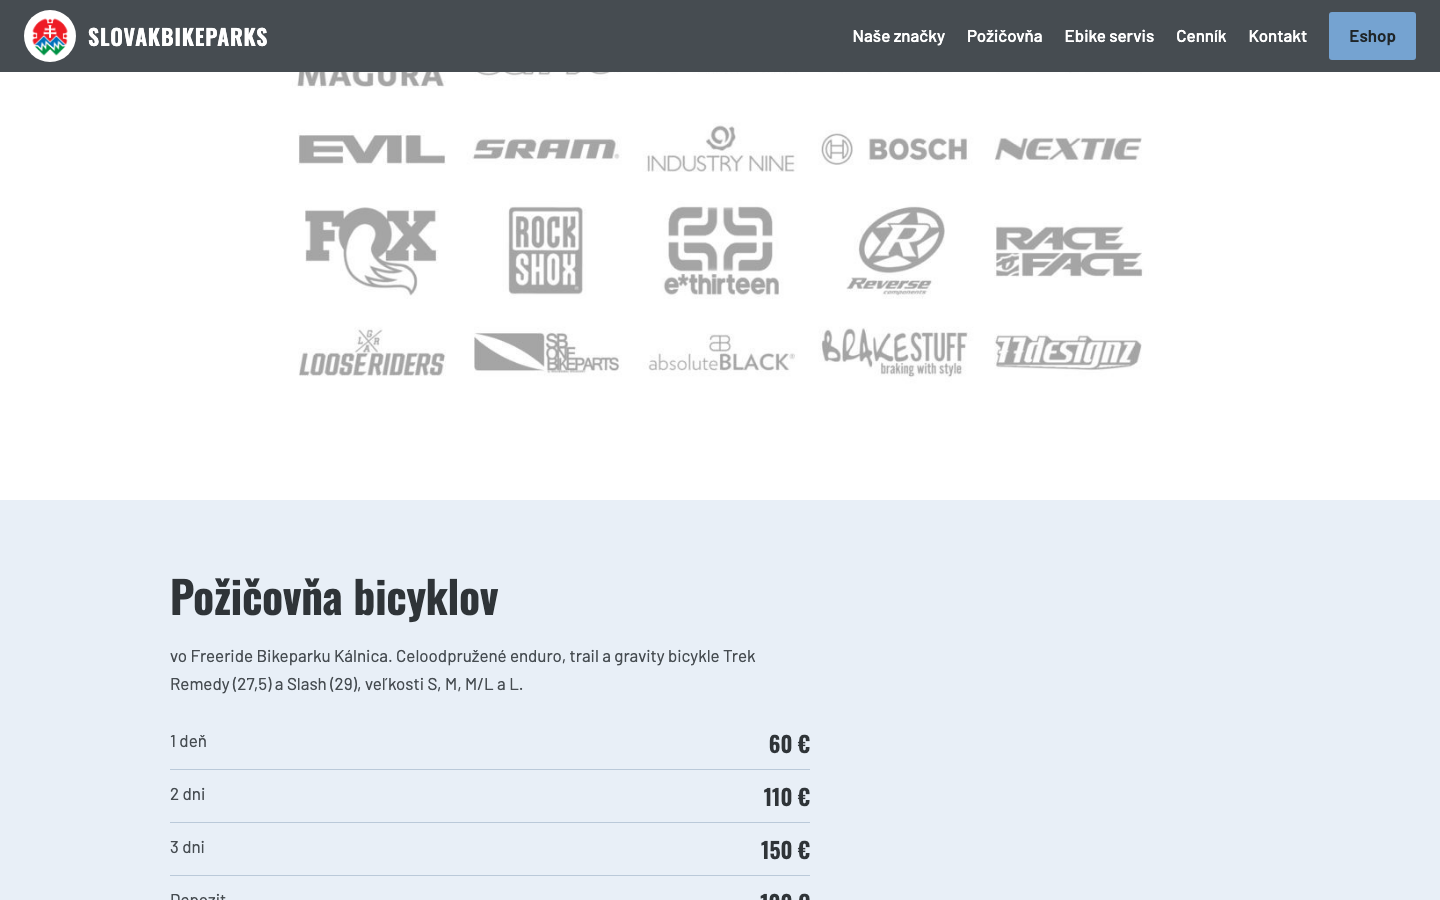 SLOVAKBIKEPARKS
Naše značky
Požičovňa
Ebike servis
Cenník
Kontakt
Eshop
MAGURA
EVIL
SRAM
INDUSTRY NINE
BOSCH
NEXTIE
FOX
ROCK
SHOX
e*thirteen
Reverse
components
RACE
FACE
LOOSERIDERS
SB
ONE
BIKEPARTS
absoluteBLACK
BRAKESTUFF
braking with style
77designz
Požičovňa bicyklov
vo Freeride Bikeparku Kálnica. Celoodpružené enduro, trail a gravity bicykle Trek
Remedy (27,5) a Slash (29), veľkosti S, M, M/L a L.
1 deň 60 €
2 dni 110 €
3 dni 150 €